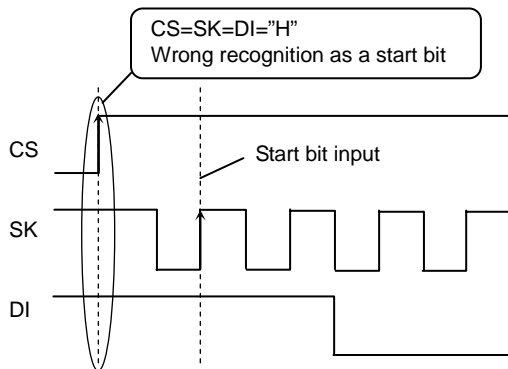 CS=SK=DI=”H”
Wrong recognition as a start bit
CS
Start bit input
SK
DI